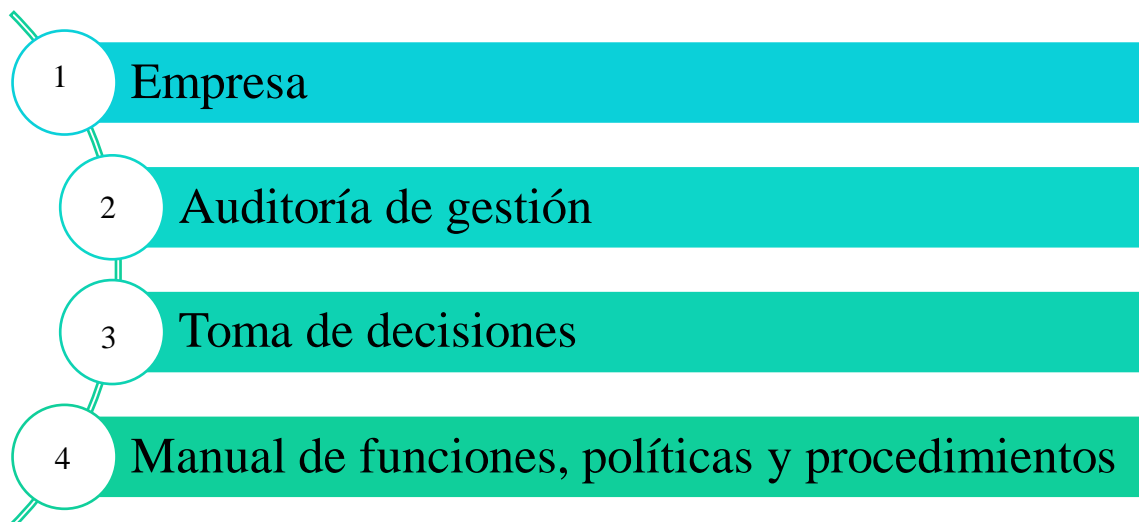 1 Empresa
2 Auditoría de gestión
3 Toma de decisiones
4 Manual de funciones, políticas y procedimientos